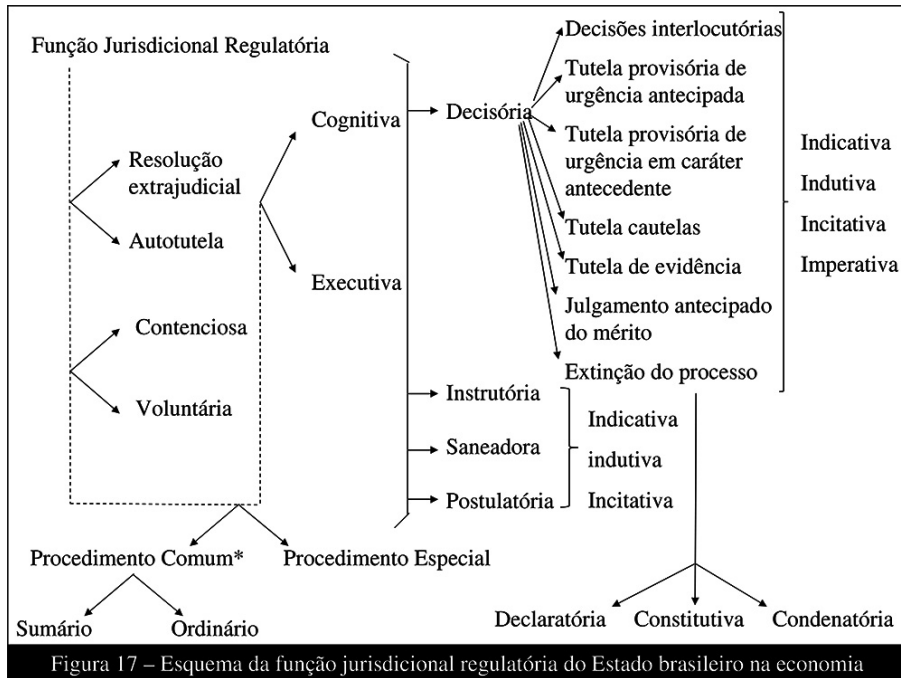 Função Jurisdicional Regulatória
Resolução
extrajudicial
Autotutela
Contenciosa
Voluntária
Cognitiva
Executiva
Decisória
Decisões interlocutórias
Tutela provisória de
urgência antecipada
Tutela provisória de
urgência em caráter
antecedente
Tutela cautelas
Tutela de evidência
Julgamento antecipado
do mérito
Extinção do processo
Indicativa
Indutiva
Incitativa
Imperativa
Instrutória
Saneadora
Postulatória
Indicativa
indutiva
Incitativa
Procedimento Comum*
Procedimento Especial
Sumário
Ordinário
Declaratória
Constitutiva
Condenatória
Figura 17 – Esquema da função jurisdicional regulatória do Estado brasileiro na economia